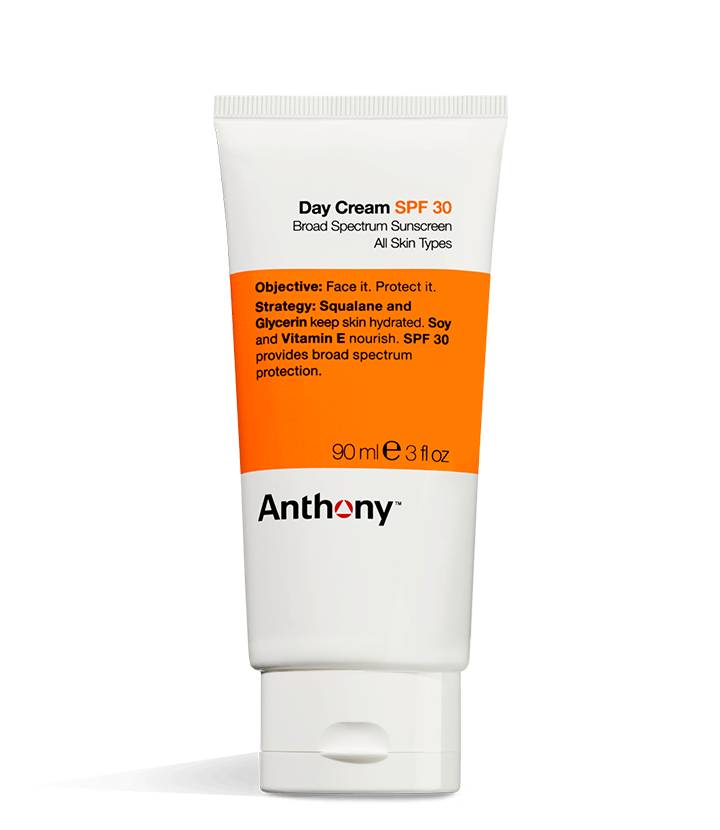 Day Cream SPF 30
Broad Spectrum Sunscreen
All Skin Types
Objective: Face it. Protect it.
Strategy: Squalane and
Glycerin keep skin hydrated. Soy
and Vitamin E nourish. SPF 30
provides broad spectrum
protection.
90 ml e 3 fl oz
Anthony™